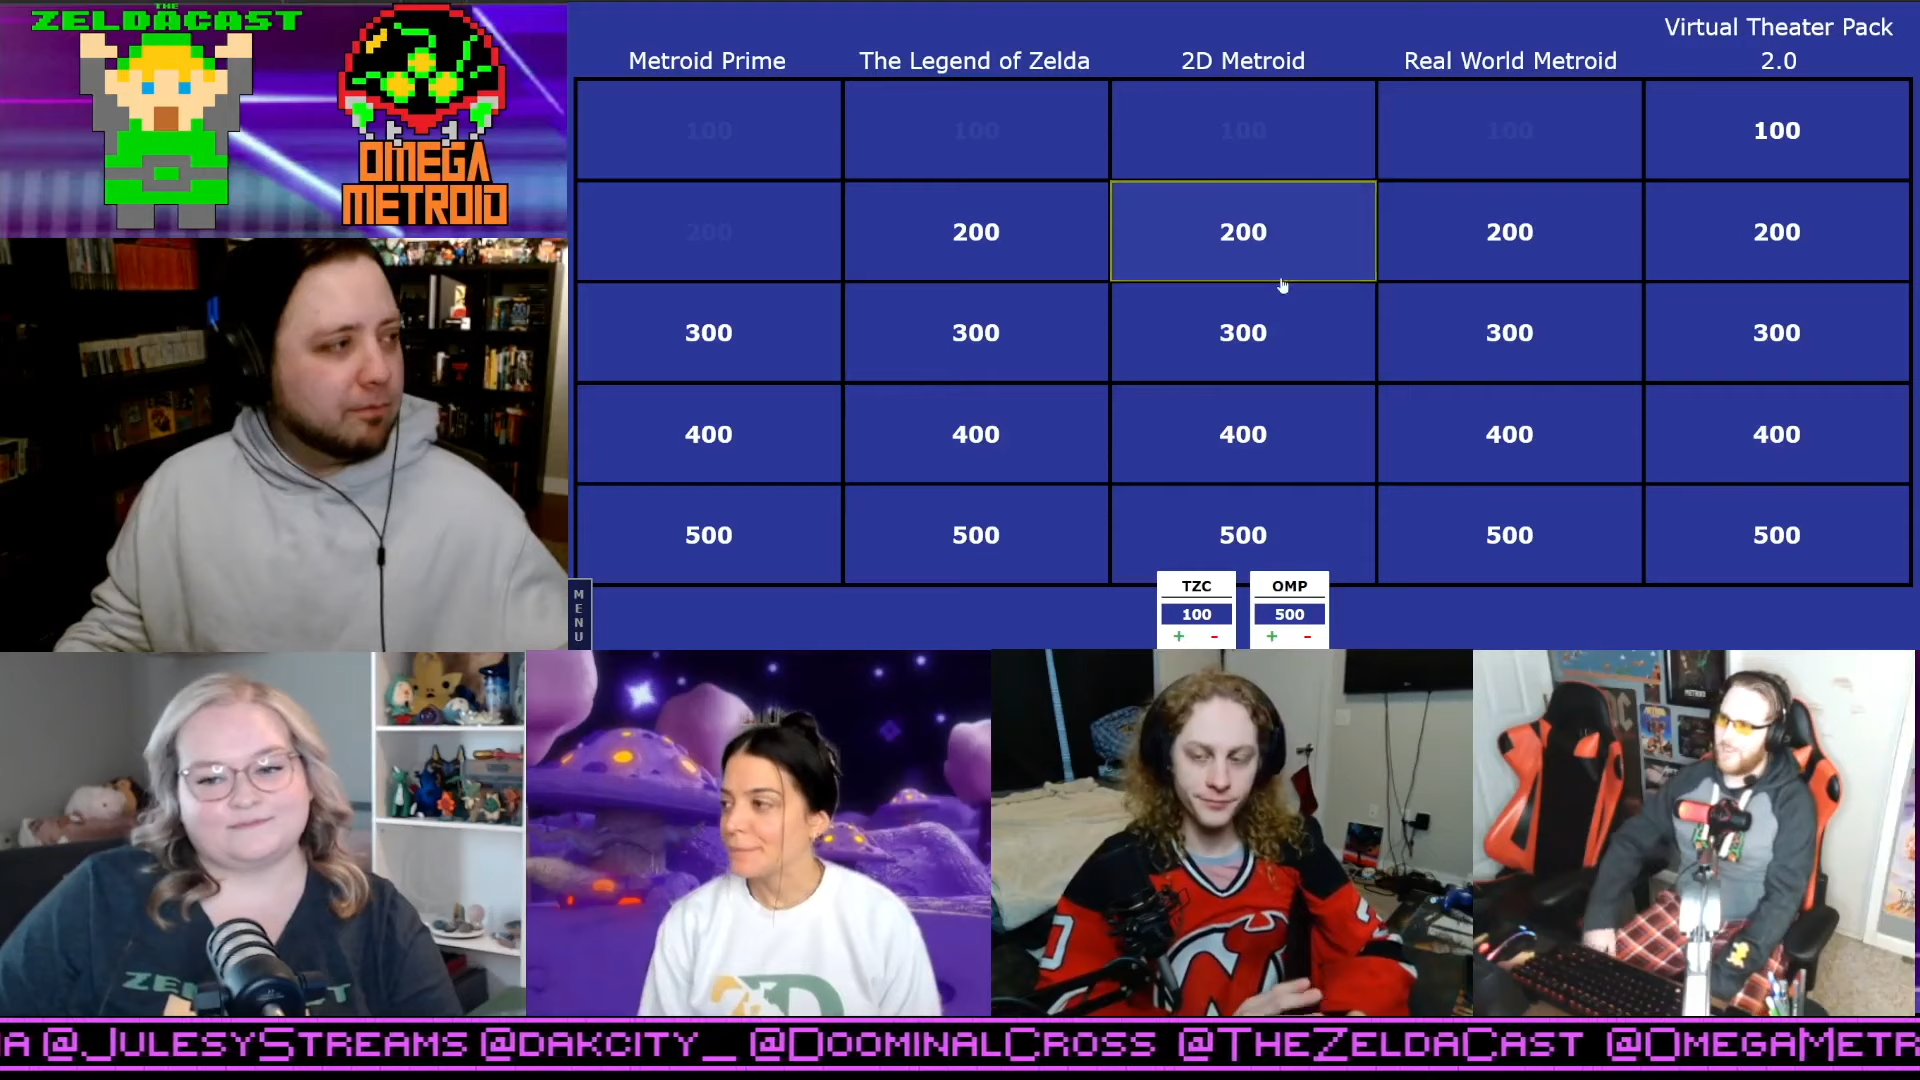 THE
ZELDACAST
OMEGA
METROID
Metroid Prime
The Legend of Zelda
2D Metroid
Real World Metroid
Virtual Theater Pack
2.0
100 100 100 100 100
200 200 200 200 200
300 300 300 300 300
400 400 400 400 400
500 500 500 500 500
MENU
TZC
100
+ -
OMP
500
+ -
A @JULESYSTREAMS @DAKCITY_ @DOOMINALCROSS @THEZELDACAST @OMEGAMETR